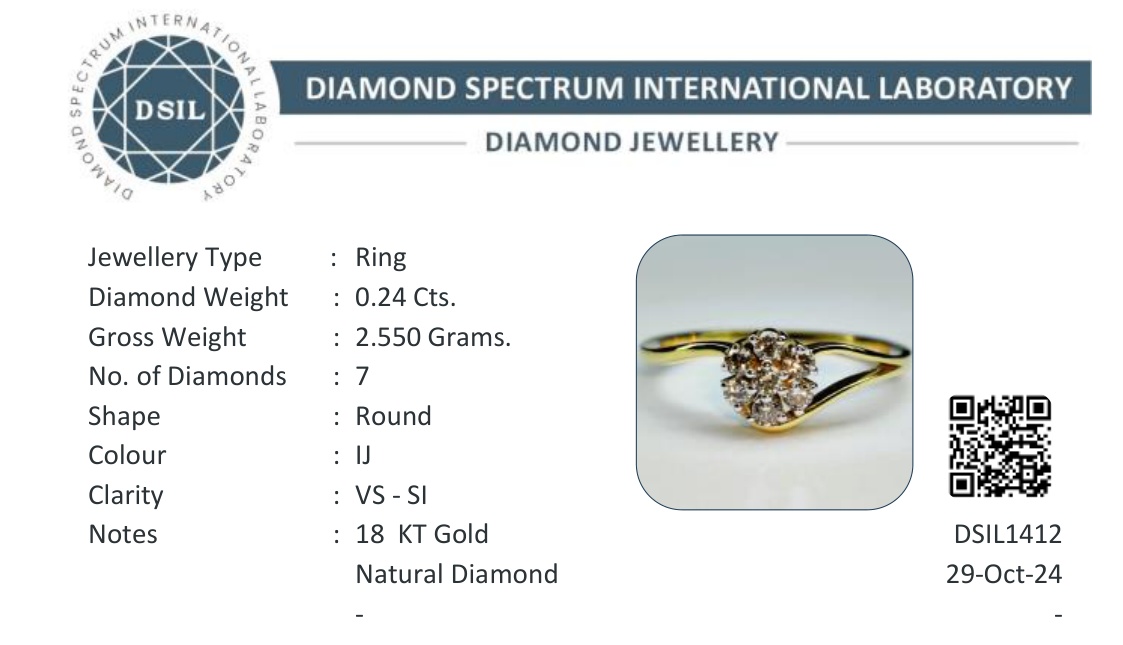 DIAMOND SPECTRUM INTERNATIONAL LABORATORY
DSIL
DIAMOND SPECTRUM INTERNATIONAL LABORATORY
DIAMOND JEWELLERY
Jewellery Type : Ring
Diamond Weight : 0.24 Cts.
Gross Weight : 2.550 Grams.
No. of Diamonds : 7
Shape : Round
Colour : IJ
Clarity : VS - SI
Notes : 18 KT Gold
Natural Diamond
-
DSIL1412
29-Oct-24
-